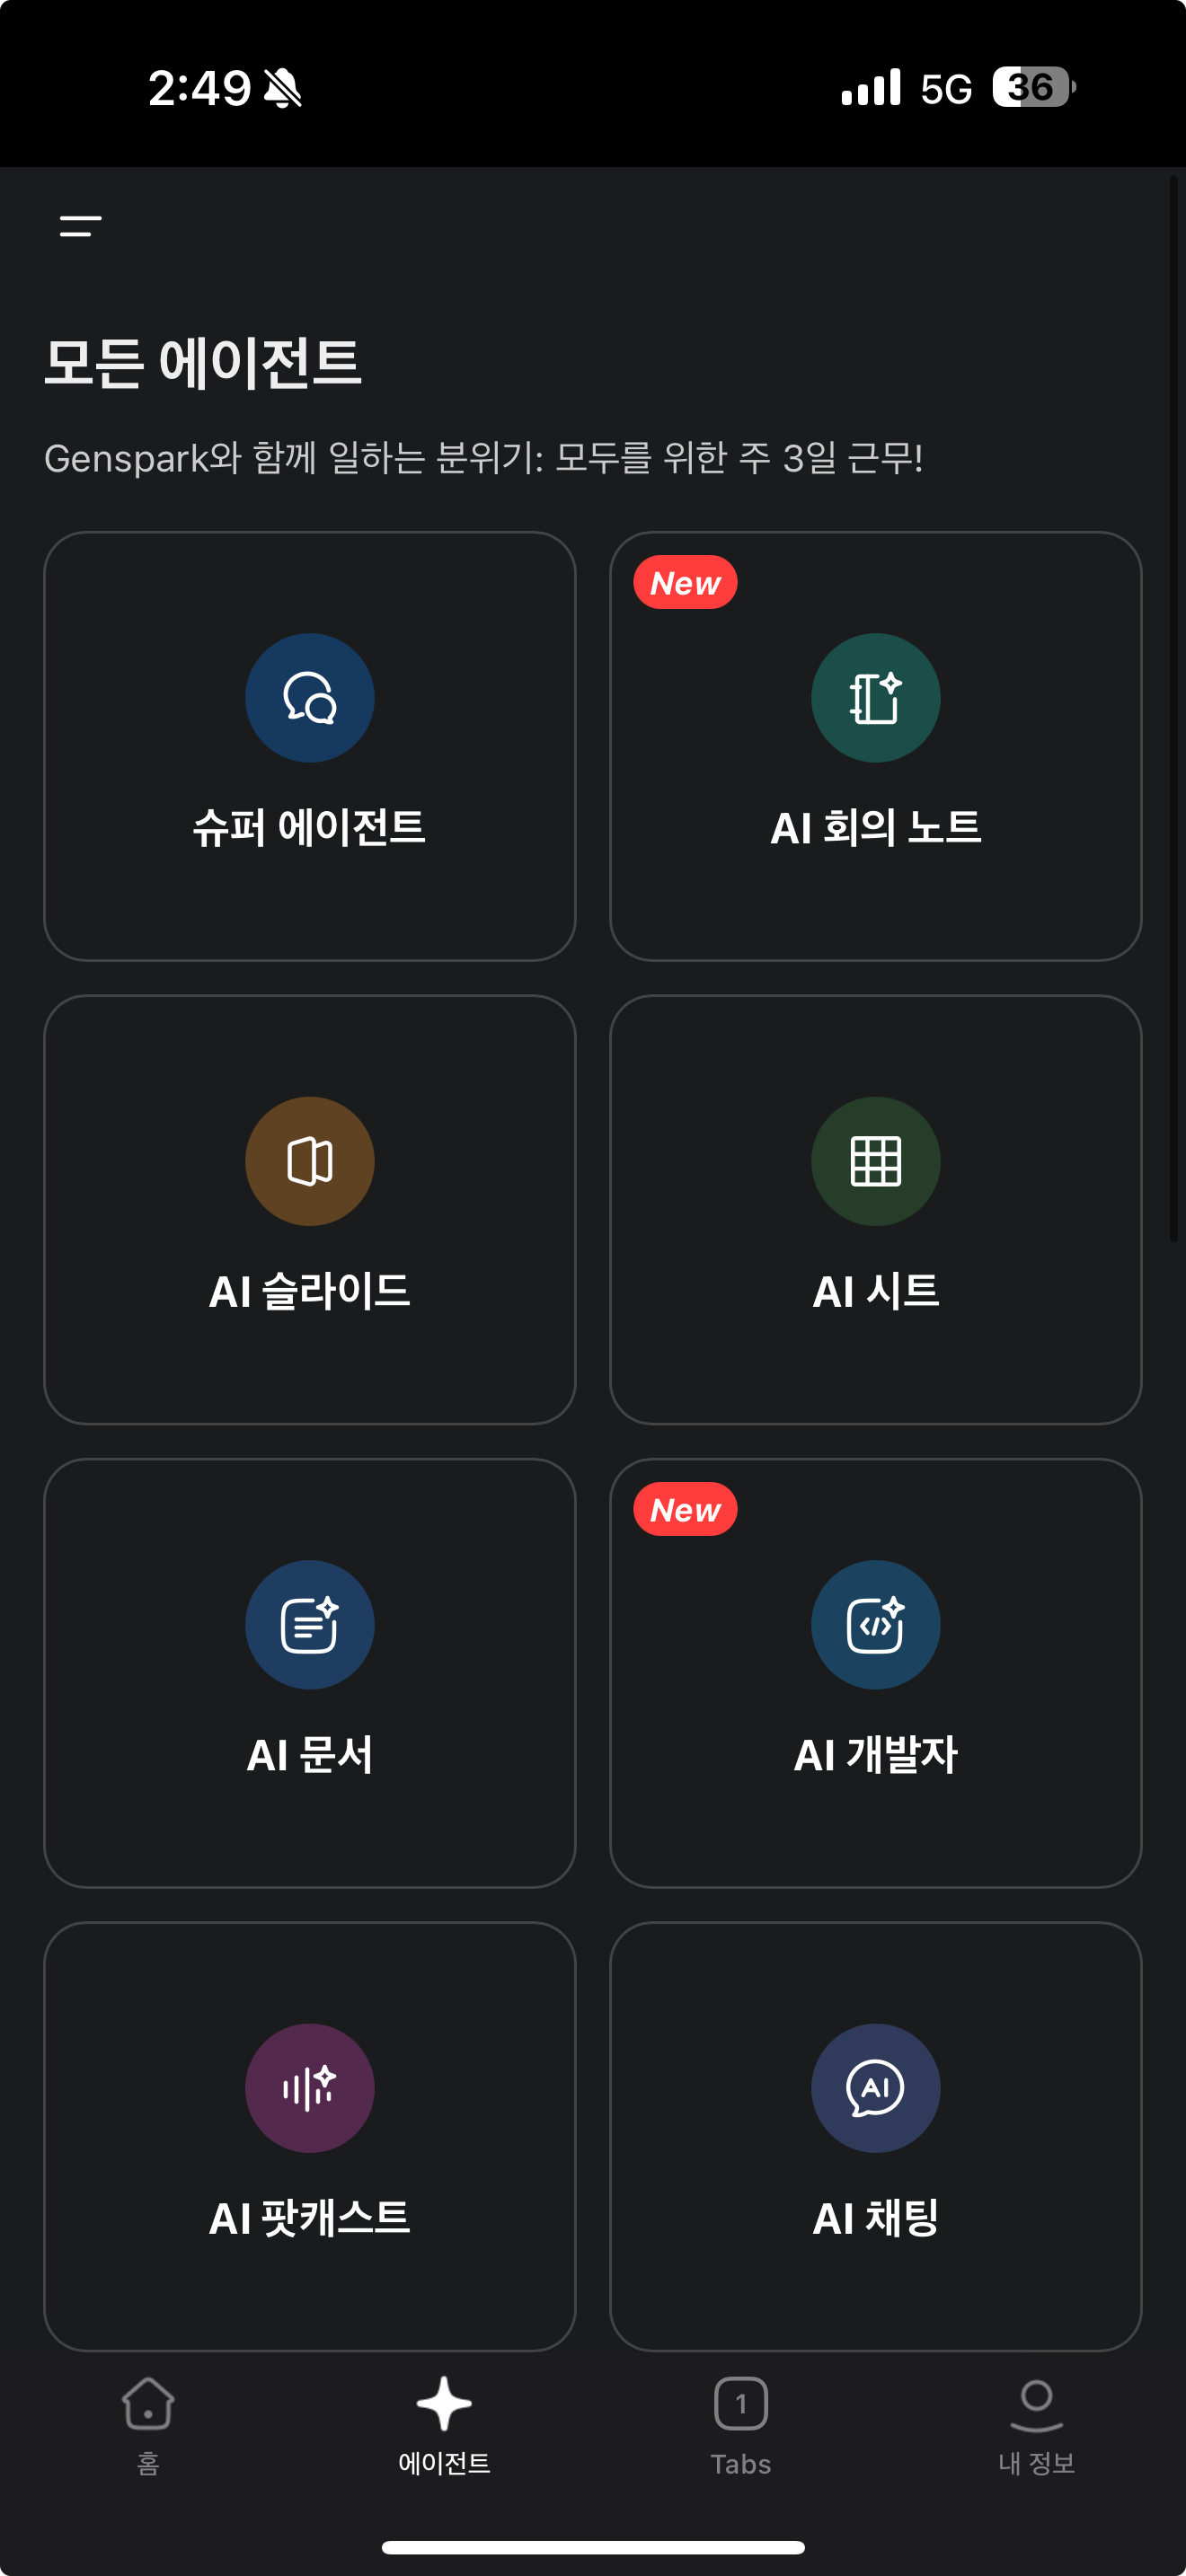 2:49
5G
36
모든 에이전트
Genspark와 함께 일하는 분위기: 모두를 위한 주 3일 근무!
슈퍼 에이전트
New
AI 회의 노트
AI 슬라이드
AI 시트
AI 문서
New
AI 개발자
AI 팟캐스트
AI
AI 채팅
홈
에이전트
1
Tabs
내 정보